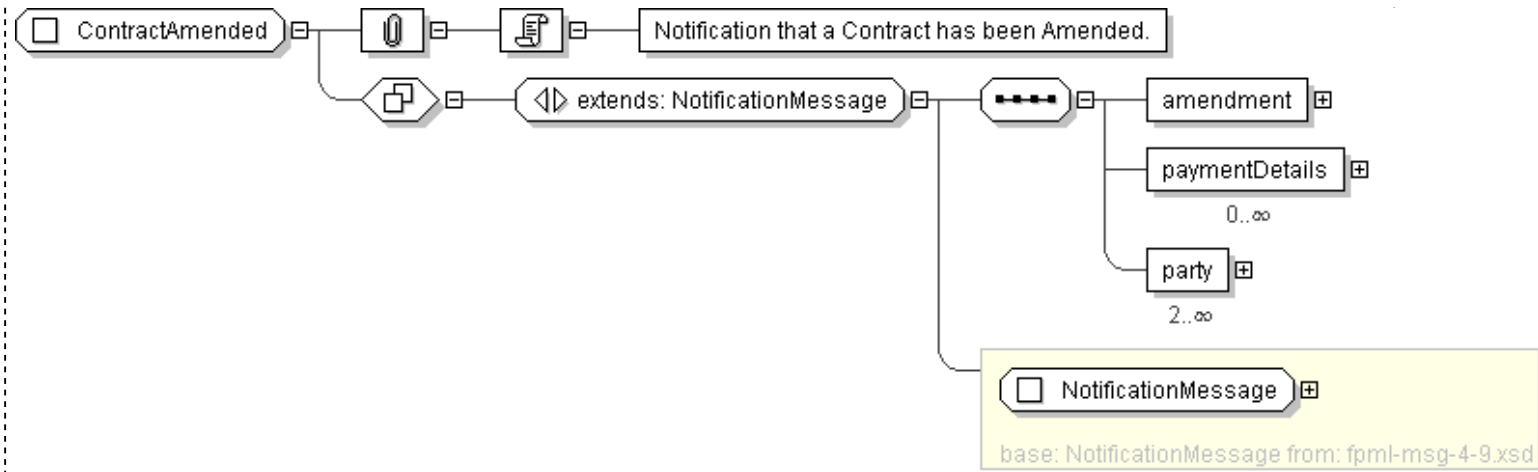 ContractAmended
Notification that a Contract has been Amended.
extends: NotificationMessage
amendment
paymentDetails
0..∞
party
2..∞
NotificationMessage
base: NotificationMessage from: fpml-msg-4-9.xsd